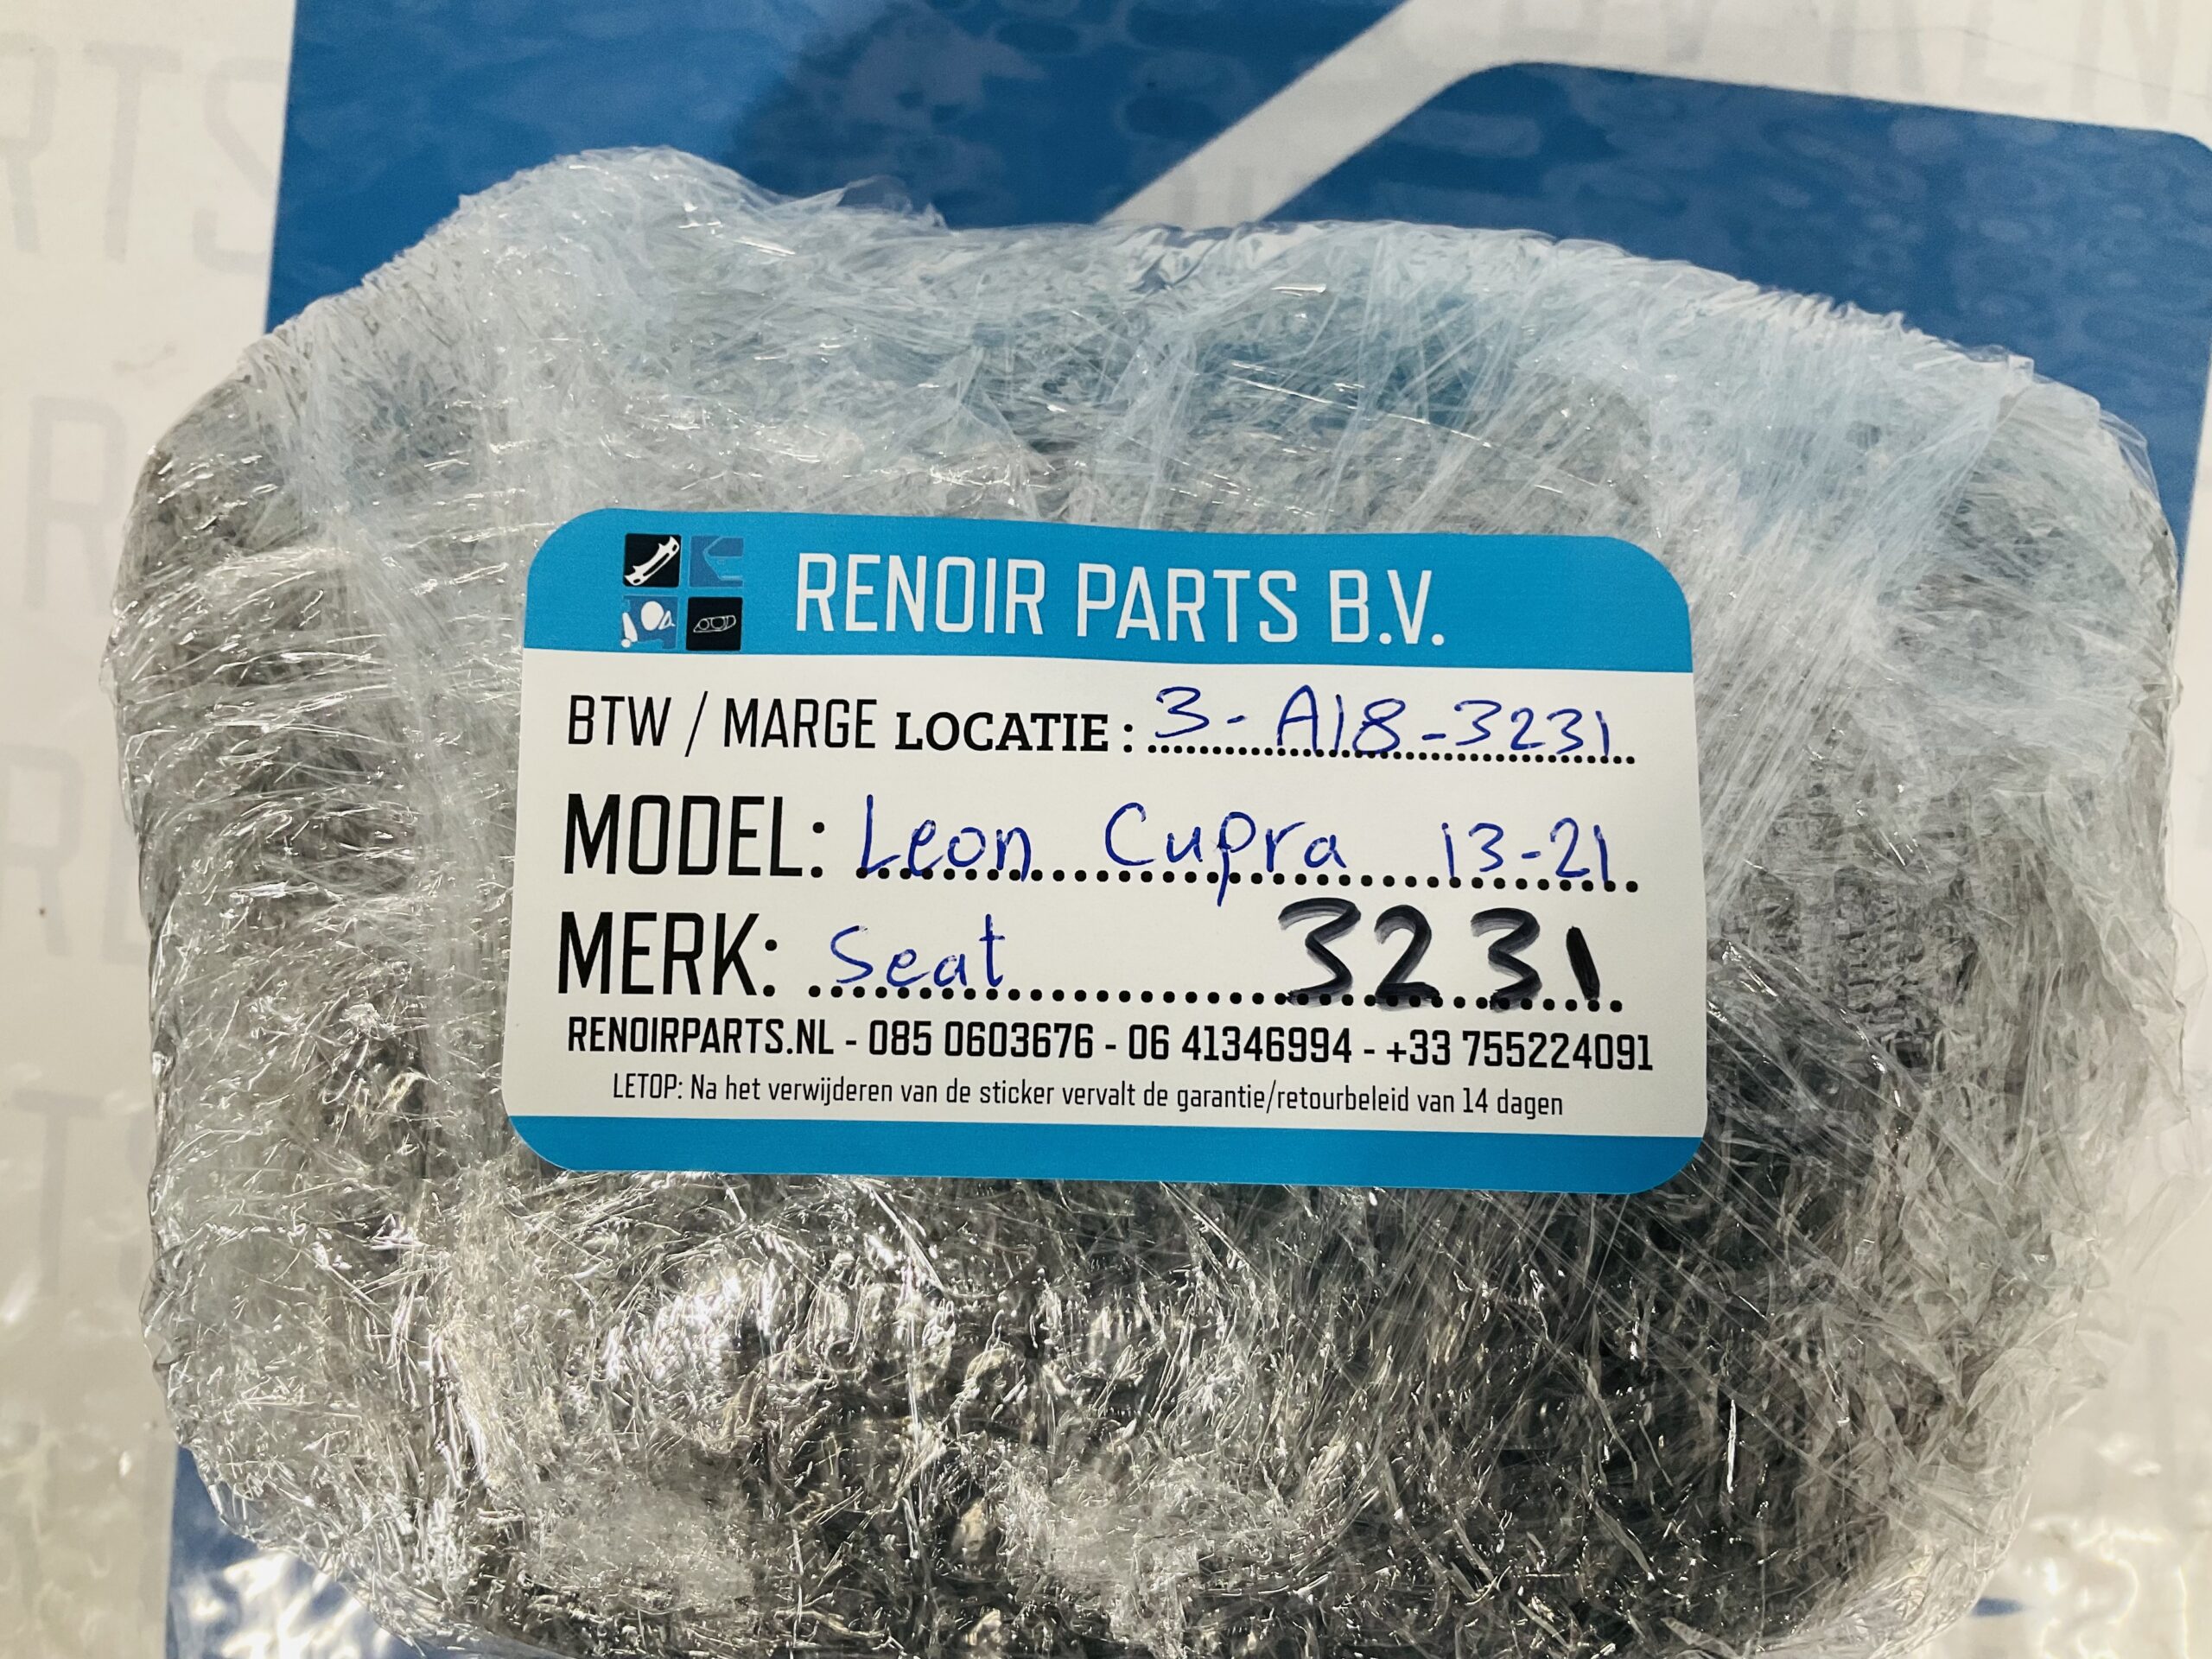 RENOIR PARTS B.V.
BTW / MARGE LOCATIE : 3-A18-3231
MODEL: Leon Cupra 13-21
MERK: Seat 3231
RENOIRPARTS.NL - 085 0603676 - 06 41346994 - +33 755224091
LETOP: Na het verwijderen van de sticker vervalt de garantie/retourbeleid van 14 dagen